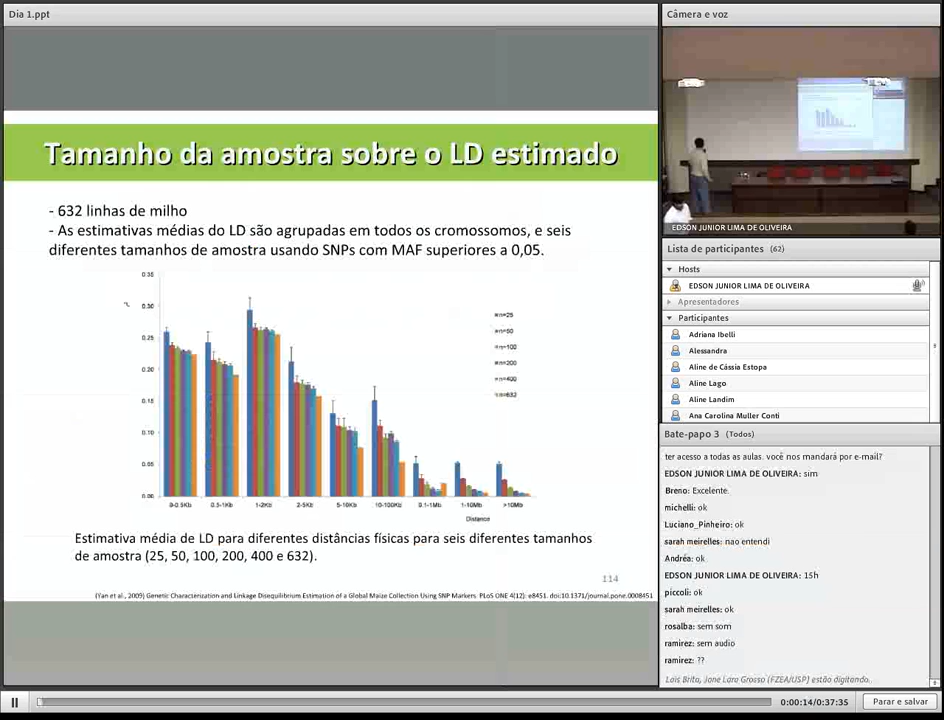 Dia 1.ppt
Tamanho da amostra sobre o LD estimado
- 632 linhas de milho
- As estimativas médias do LD são agrupadas em todos os cromossomos, e seis
diferentes tamanhos de amostra usando SNPs com MAF superiores a 0,05.
0.35
0.30
0.25
0.20
0.15
0.10
0.05
0.00
n=25
n=50
n=100
n=200
n=400
n=632
0-0.5Kb 0.5-1Kb 1-2Kb 2-5Kb 5-10Kb 10-100Kb 0.1-1Mb 1-10Mb >10Mb
Distance
Estimativa média de LD para diferentes distâncias físicas para seis diferentes tamanhos
de amostra (25, 50, 100, 200, 400 e 632).
114
(Yan et al., 2009) Genetic Characterization and Linkage Disequilibrium Estimation of a Global Maize Collection Using SNP Markers. PLoS ONE 4(12): e8451. doi:10.1371/journal.pone.0008451
Câmera e voz
EDSON JUNIOR LIMA DE OLIVEIRA
Lista de participantes (62)
Hosts
EDSON JUNIOR LIMA DE OLIVEIRA
Apresentadores
Participantes
Adriana Ibelli
Alessandra
Aline de Cássia Estopa
Aline Lago
Aline Landim
Ana Carolina Muller Conti
Bate-papo 3 (Todos)
ter acesso a todas as aulas. você nos mandará por e-mail?
EDSON JUNIOR LIMA DE OLIVEIRA: sim
Breno: Excelente.
michelli: ok
Luciano_Pinheiro: ok
sarah meirelles: nao entendi
Andréa: ok
EDSON JUNIOR LIMA DE OLIVEIRA: 15h
piccoli: ok
sarah meirelles: ok
rosalba: sem som
ramirez: sem audio
ramirez: ??
Lais Brito, Jone Lara Grosso (FZEA/USP) estão digitando..
0:00:14/0:37:35
Parar e salvar